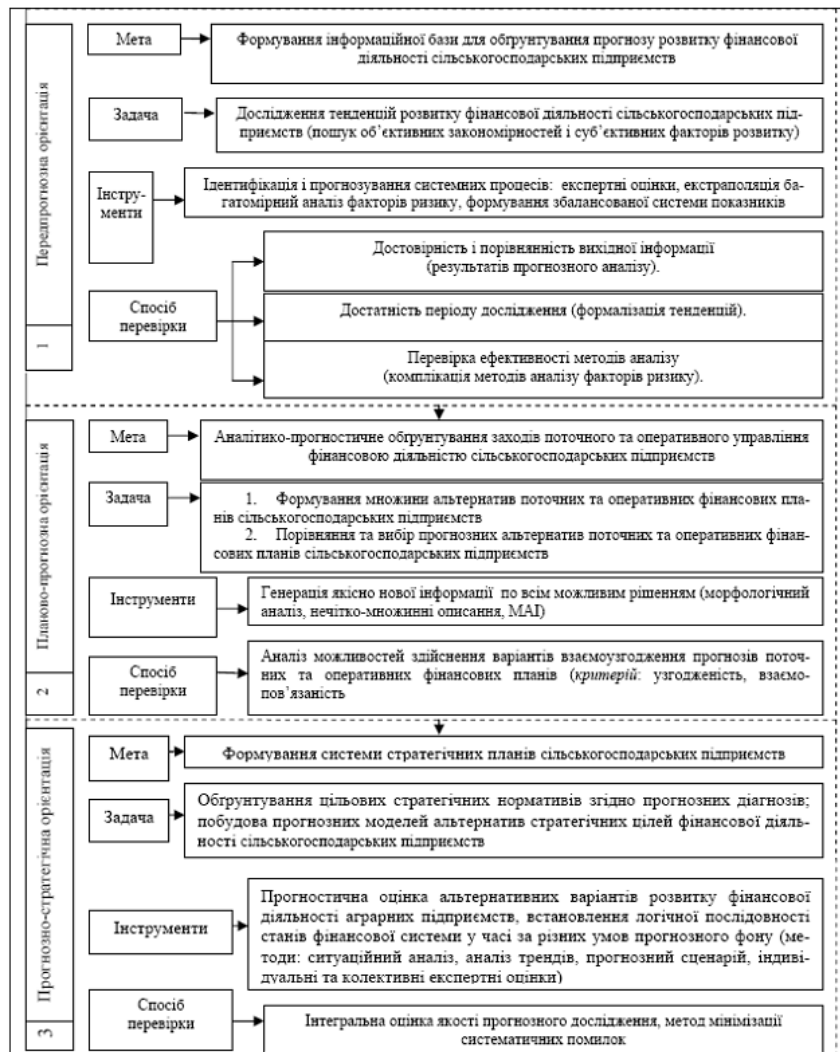 Передпрогнозна орієнтація
1
Мета
Формування інформаційної бази для обґрунтування прогнозу розвитку фінансової
діяльності сільськогосподарських підприємств
Задача
Дослідження тенденцій розвитку фінансової діяльності сільськогосподарських під-
приємств (пошук об’єктивних закономірностей і суб’єктивних факторів розвитку)
Інстру-
менти
Ідентифікація і прогнозування системних процесів: експертні оцінки, екстраполяція ба-
гатомірний аналіз факторів ризику, формування збалансованої системи показників
Спосіб
перевірки
Достовірність і порівнянність вихідної інформації
(результатів прогнозного аналізу).
Достатність періоду дослідження (формалізація тенденцій).
Перевірка ефективності методів аналізу
(комплікація методів аналізу факторів ризику).
Планово-прогнозна орієнтація
2
Мета
Аналітико-прогностичне обґрунтування заходів поточного та оперативного управління
фінансовою діяльністю сільськогосподарських підприємств
Задача
1. Формування множини альтернатив поточних та оперативних фінансових пла-
нів сільськогосподарських підприємств
2. Порівняння та вибір прогнозних альтернатив поточних та оперативних фінан-
сових планів сільськогосподарських підприємств
Інструменти
Генерація якісно нової інформації по всім можливим рішенням (морфологічний
аналіз, нечітко-множинні описання, МАІ)
Спосіб
перевірки
Аналіз можливостей здійснення варіантів взаємоузгодження прогнозів поточ-
них та оперативних фінансових планів (критерій: узгодженість, взаємо-
пов’язаність
Прогнозно-стратегічна орієнтація
3
Мета
Формування системи стратегічних планів сільськогосподарських підприємств
Задача
Обґрунтування цільових стратегічних нормативів згідно прогнозних діагнозів;
побудова прогнозних моделей альтернатив стратегічних цілей фінансової діяль-
ності сільськогосподарських підприємств
Інструменти
Прогностична оцінка альтернативних варіантів розвитку фінансової
діяльності аграрних підприємств, встановлення логічної послідовності
станів фінансової системи у часі за різних умов прогнозного фону (ме-
тоди: ситуаційний аналіз, аналіз трендів, прогнозний сценарій, індиві-
дуальні та колективні експертні оцінки)
Спосіб
перевірки
Інтегральна оцінка якості прогнозного дослідження, метод мінімізації
систематичних помилок